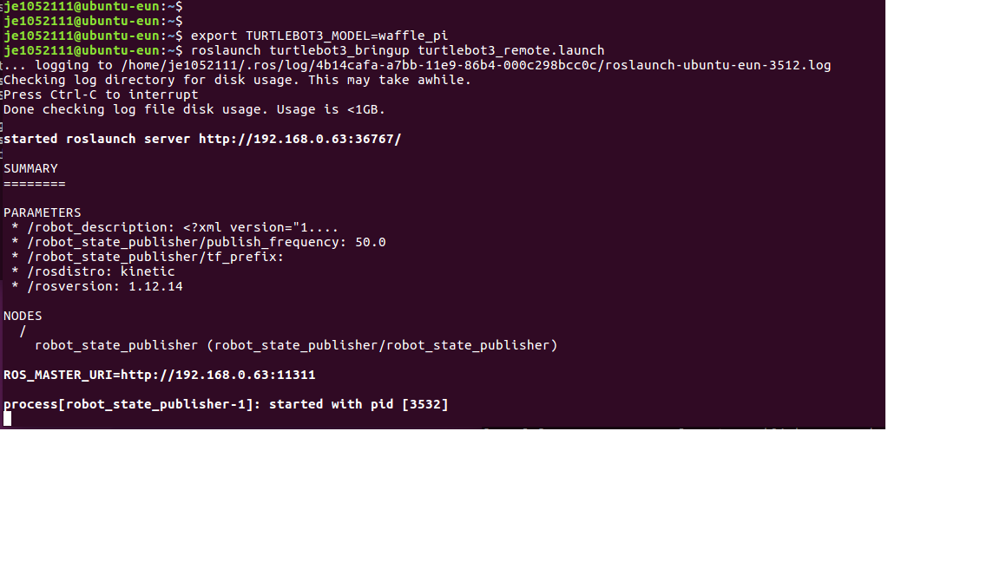 je1052111@ubuntu-eun:~$
je1052111@ubuntu-eun:~$
je1052111@ubuntu-eun:~$ export TURTLEBOT3_MODEL=waffle_pi
je1052111@ubuntu-eun:~$ roslaunch turtlebot3_bringup turtlebot3_remote.launch
... logging to /home/je1052111/.ros/log/4b14cafa-a7bb-11e9-86b4-000c298bcc0c/roslaunch-ubuntu-eun-3512.log
Checking log directory for disk usage. This may take awhile.
Press Ctrl-C to interrupt
Done checking log file disk usage. Usage is <1GB.
started roslaunch server http://192.168.0.63:36767/
SUMMARY
========
PARAMETERS
* /robot_description: <?xml version="1....
* /robot_state_publisher/publish_frequency: 50.0
* /robot_state_publisher/tf_prefix:
* /rosdistro: kinetic
* /rosversion: 1.12.14
NODES
/
robot_state_publisher (robot_state_publisher/robot_state_publisher)
ROS_MASTER_URI=http://192.168.0.63:11311
process[robot_state_publisher-1]: started with pid [3532]